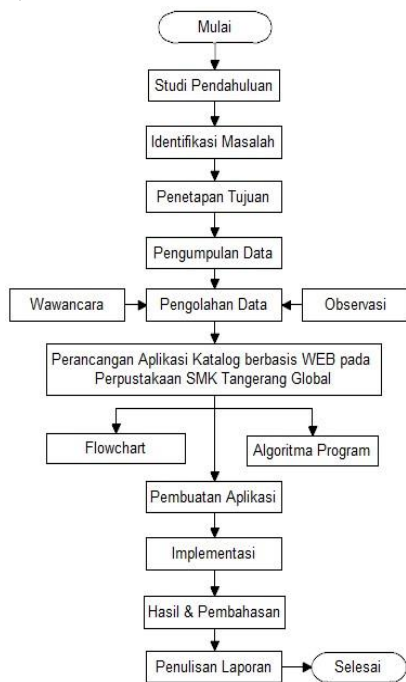 Mulai
Studi Pendahuluan
Identifikasi Masalah
Penetapan Tujuan
Pengumpulan Data
Wawancara
Pengolahan Data
Observasi
Perancangan Aplikasi Katalog berbasis WEB pada
Perpustakaan SMK Tangerang Global
Flowchart
Algoritma Program
Pembuatan Aplikasi
Implementasi
Hasil & Pembahasan
Penulisan Laporan
Selesai